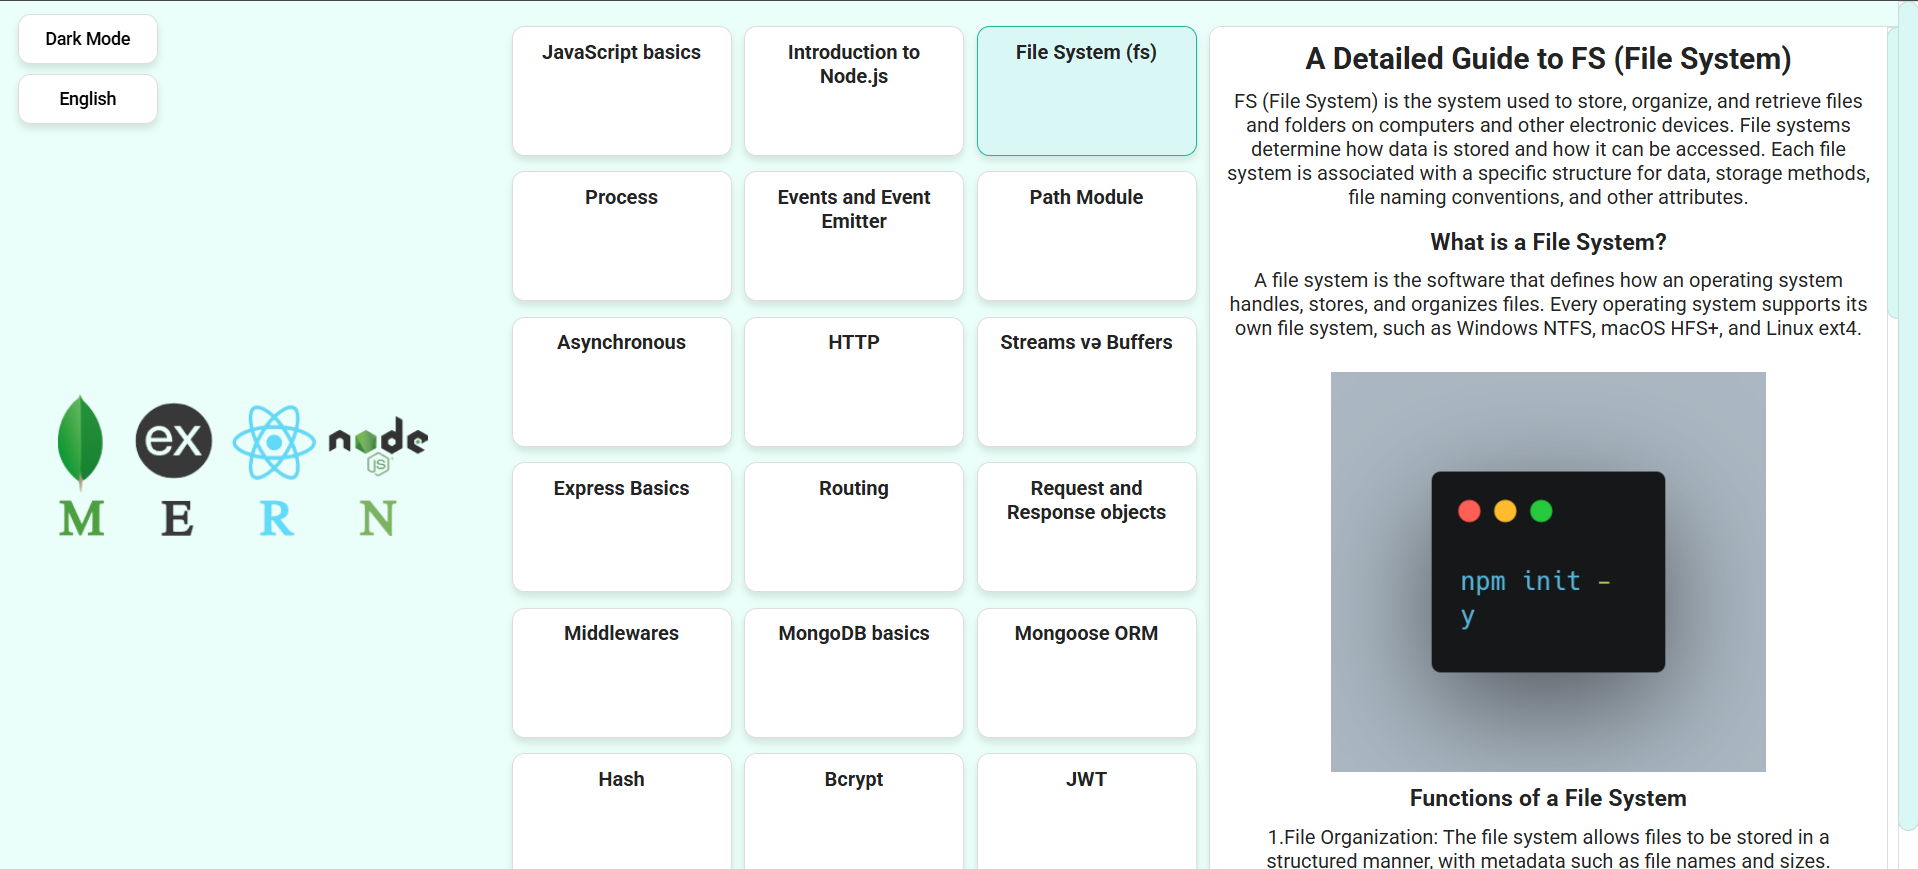 Dark Mode
English
ex
node
JS
M E R N
JavaScript basics
Introduction to
Node.js
File System (fs)
Process
Events and Event
Emitter
Path Module
Asynchronous
HTTP
Streams və Buffers
Express Basics
Routing
Request and
Response objects
Middlewares
MongoDB basics
Mongoose ORM
Hash
Bcrypt
JWT
A Detailed Guide to FS (File System)
FS (File System) is the system used to store, organize, and retrieve files
and folders on computers and other electronic devices. File systems
determine how data is stored and how it can be accessed. Each file
system is associated with a specific structure for data, storage methods,
file naming conventions, and other attributes.
What is a File System?
A file system is the software that defines how an operating system
handles, stores, and organizes files. Every operating system supports its
own file system, such as Windows NTFS, macOS HFS+, and Linux ext4.
npm init -
y
Functions of a File System
1.File Organization: The file system allows files to be stored in a
structured manner, with metadata such as file names and sizes.